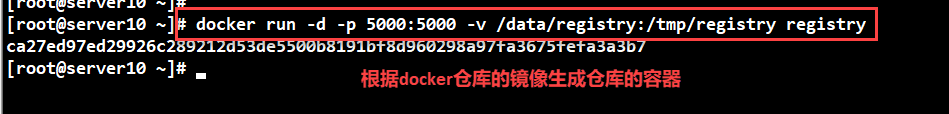 [root@server10 ~]#
[root@server10 ~]# docker run -d -p 5000:5000 -v /data/registry:/tmp/registry registry
ca27ed97ed29926c289212d53de5500b8191bf8d960298a97fa3675fefa3a3b7
[root@server10 ~]#
根据docker仓库的镜像生成仓库的容器